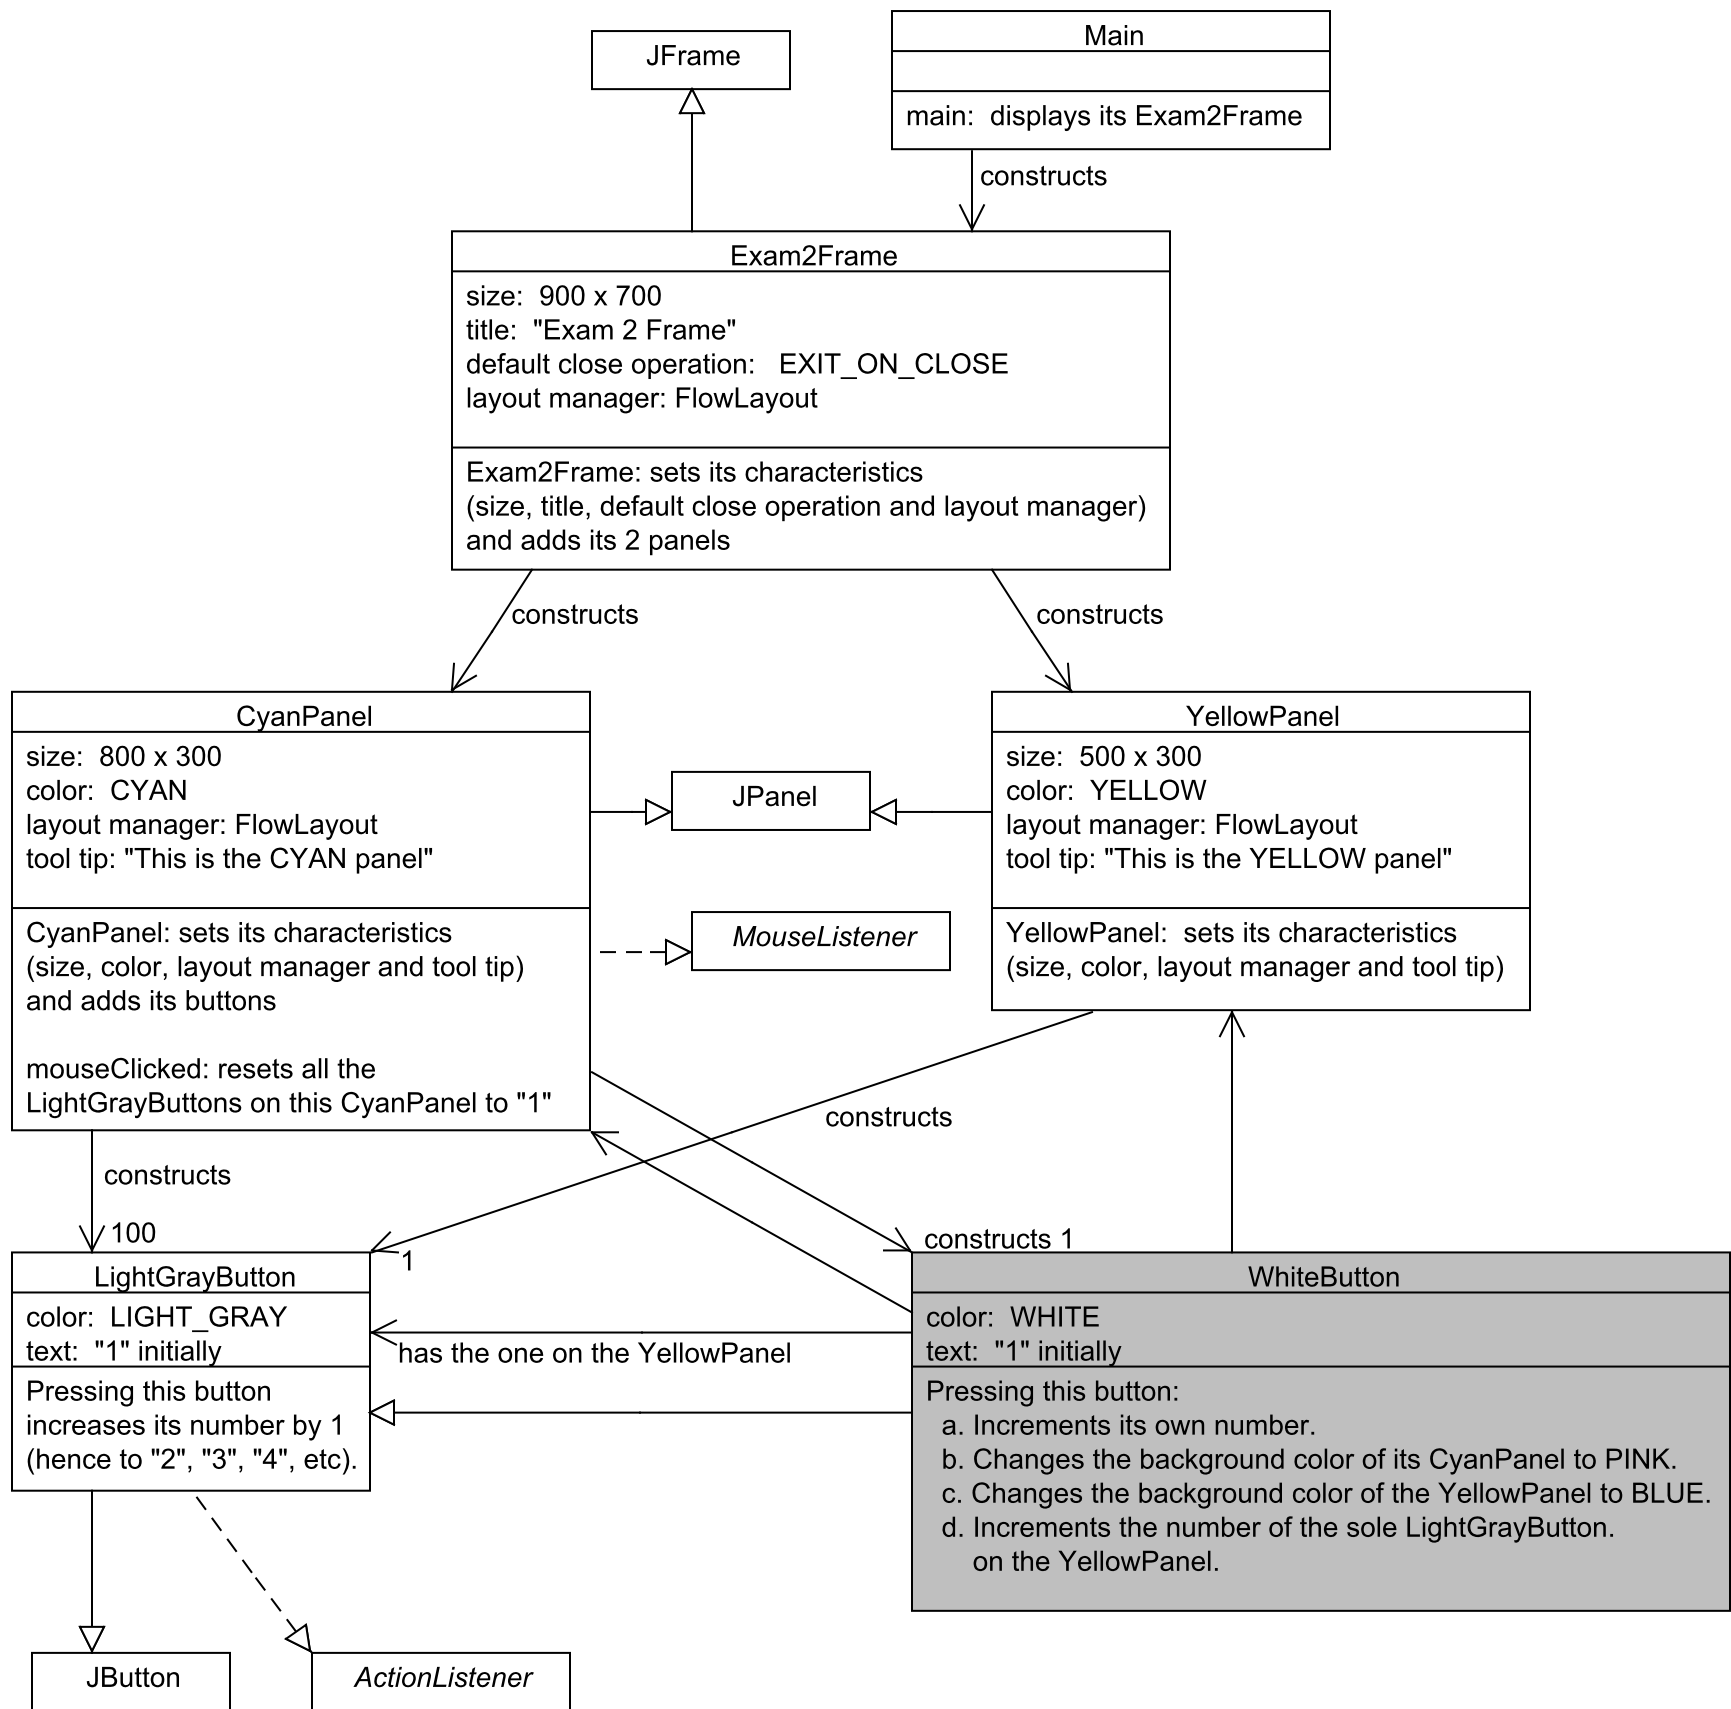 JFrame
Main
main:  displays its Exam2Frame
constructs
Exam2Frame
size:  900 x 700
title:  "Exam 2 Frame"
default close operation:   EXIT_ON_CLOSE
layout manager: FlowLayout
Exam2Frame: sets its characteristics
(size, title, default close operation and layout manager)
and adds its 2 panels
constructs
constructs
CyanPanel
size:  800 x 300
color:  CYAN
layout manager: FlowLayout
tool tip: "This is the CYAN panel"
CyanPanel: sets its characteristics
(size, color, layout manager and tool tip)
and adds its buttons
mouseClicked: resets all the
LightGrayButtons on this CyanPanel to "1"
JPanel
MouseListener
YellowPanel
size:  500 x 300
color:  YELLOW
layout manager: FlowLayout
tool tip: "This is the YELLOW panel"
YellowPanel:  sets its characteristics
(size, color, layout manager and tool tip)
constructs
constructs
100
1
constructs 1
LightGrayButton
color:  LIGHT_GRAY
text:  "1" initially
Pressing this button
increases its number by 1
(hence to "2", "3", "4", etc).
has the one on the YellowPanel
WhiteButton
color:  WHITE
text:  "1" initially
Pressing this button:
a. Increments its own number.
b. Changes the background color of its CyanPanel to PINK.
c. Changes the background color of the YellowPanel to BLUE.
d. Increments the number of the sole LightGrayButton.
on the YellowPanel.
JButton
ActionListener